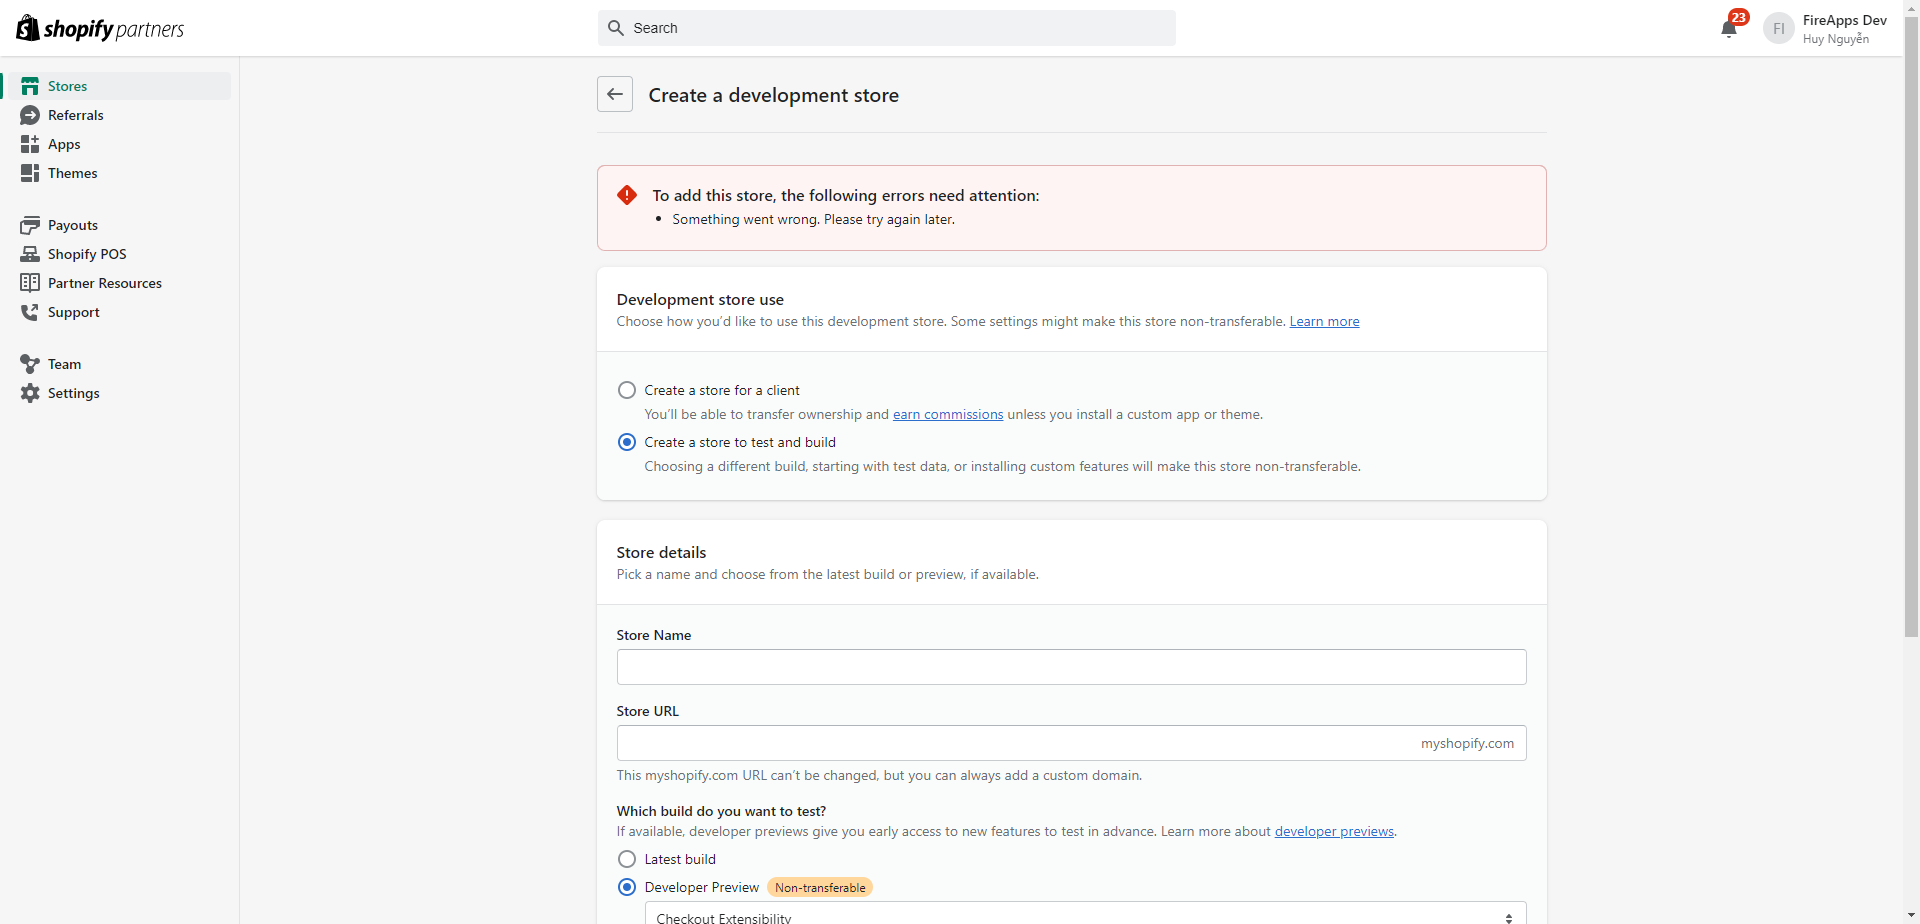 shopify partners
Search
23
FI
FireApps Dev
Huy Nguyễn
Stores
Referrals
Apps
Themes
Payouts
Shopify POS
Partner Resources
Support
Team
Settings
Create a development store
To add this store, the following errors need attention:
• Something went wrong. Please try again later.
Development store use
Choose how you’d like to use this development store. Some settings might make this store non-transferable. Learn more
Create a store for a client
You’ll be able to transfer ownership and earn commissions unless you install a custom app or theme.
Create a store to test and build
Choosing a different build, starting with test data, or installing custom features will make this store non-transferable.
Store details
Pick a name and choose from the latest build or preview, if available.
Store Name
Store URL
myshopify.com
This myshopify.com URL can’t be changed, but you can always add a custom domain.
Which build do you want to test?
If available, developer previews give you early access to new features to test in advance. Learn more about developer previews.
Latest build
Developer Preview Non-transferable
Checkout Extensibility